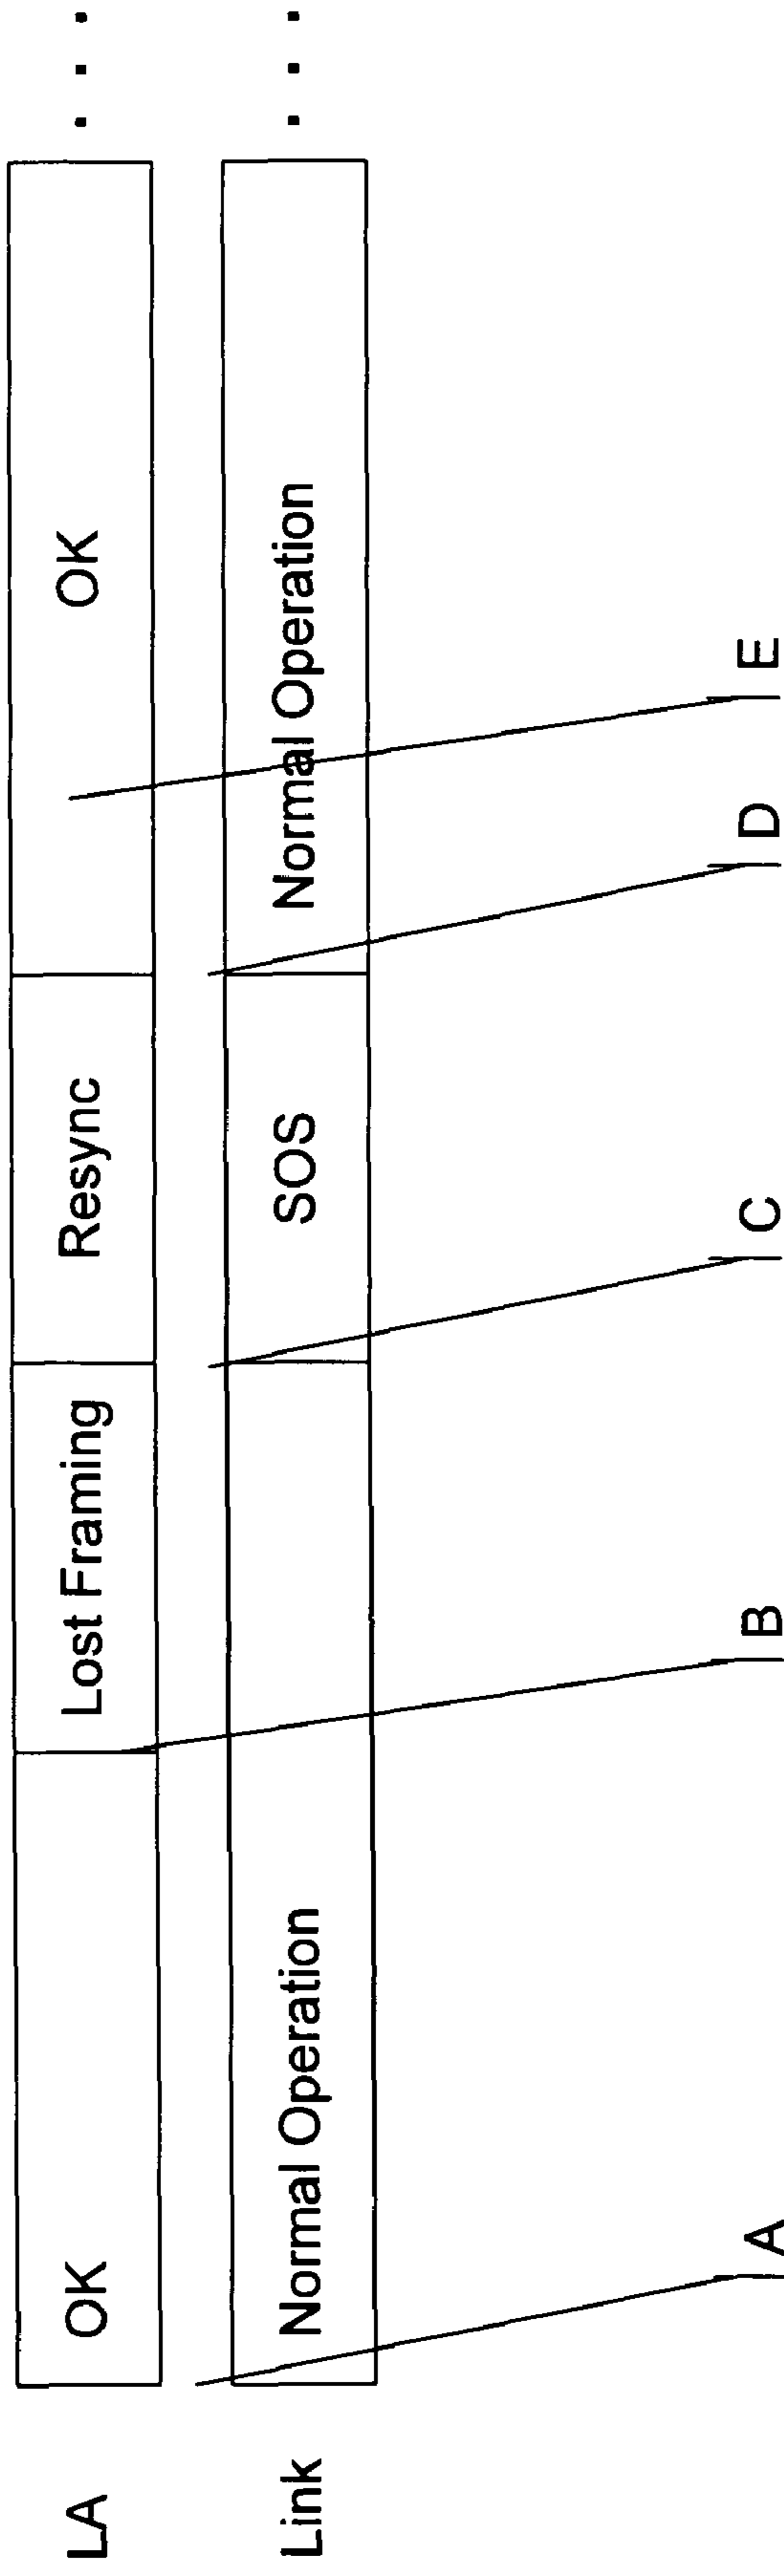 LA OK Lost Framing Resync OK . . .
Link Normal Operation SOS Normal Operation . . .
A B C D E